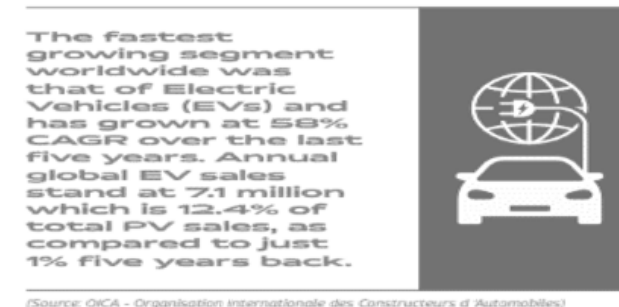 The fastest
growing segment
worldwide was
that of Electric
Vehicles (EVs) and
has grown at 58%
CAGR over the last
five years. Annual
global EV sales
stand at 7.1 million
which is 12.4% of
total PV sales, as
compared to just
1% five years back.
(Source: OICA - Organisation Internationale des Constructeurs d'Automobiles)